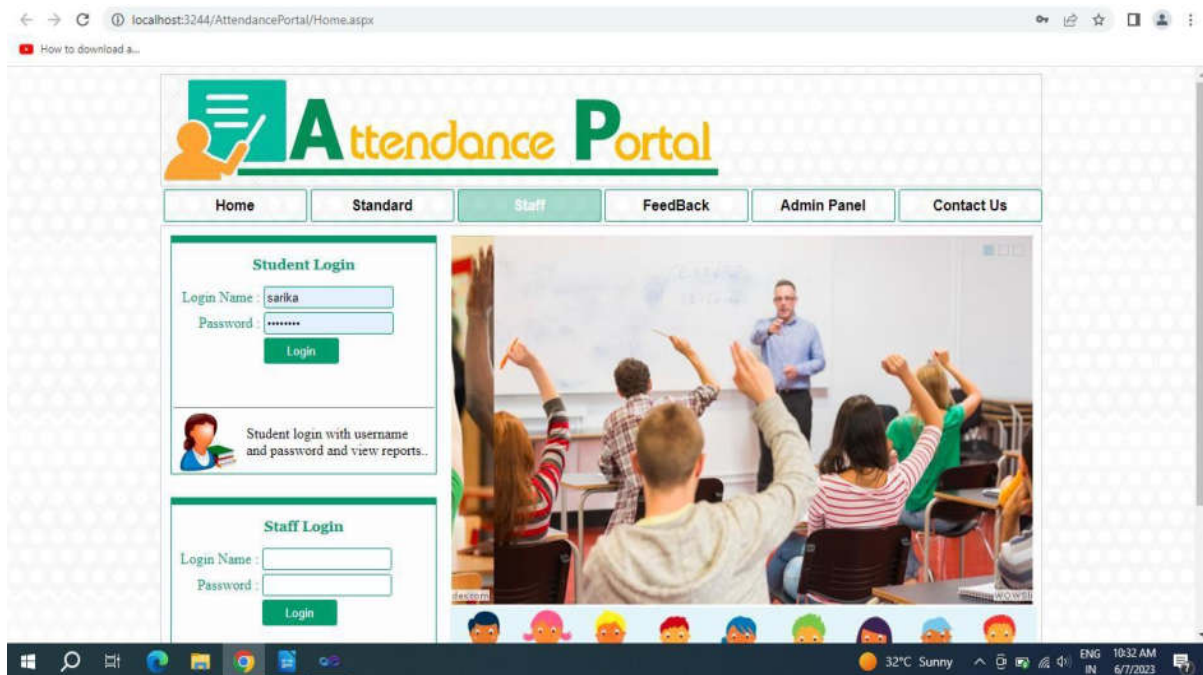 localhost:3244/AttendancePortal/Home.aspx
How to download a...
Attendance Portal
Home Standard Staff FeedBack Admin Panel Contact Us
Student Login
Login Name : sarika
Password : ••••••••
Login
Student login with username
and password and view reports..
Staff Login
Login Name :
Password :
Login
32°C Sunny ENG 10:32 AM
IN 6/7/2023